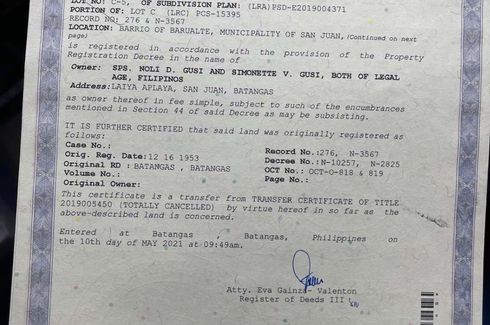 LOT NO: C-5, OF SUBDIVISION PLAN: (LRA)PSD-E2019004371
PORTION OF: LOT C (LRC) PCS-15395
RECORD NO: 276 & N-3567
LOCATION: BARRIO OF BARUALTE, MUNICIPALITY OF SAN JUAN,(Continued on next
page)
is registered in accordance with the provision of the Property
Registration Decree in the name of
Owner: SPS. NOLI D. GUSI AND SIMONETTE V. GUSI, BOTH OF LEGAL
AGE, FILIPINOS
Address:LAIYA APLAYA, SAN JUAN, BATANGAS
as owner thereof in fee simple, subject to such of the encumbrances
mentioned in Section 44 of said Decree as may be subsisting.
IT IS FURTHER CERTIFIED that said land was originally registered as
follows:
Case No.: Record No.:276, N-3567
Orig. Reg. Date:12 16 1953 Decree No.:N-10257, N-2825
Original RD : BATANGAS , BATANGAS OCT No.: OCT-O-818 & 819
Volume No.: Page No.:
Original Owner:
This certificate is a transfer from TRANSFER CERTIFICATE OF TITLE
2019005450 (TOTALLY CANCELLED) by virtue hereof in so far as the
above-described land is concerned.
Entered at Batangas , Batangas, Philippines on
the 10th day of MAY 2021 at 09:49am.
Atty. Eva Gainza- Valenton
Register of Deeds III